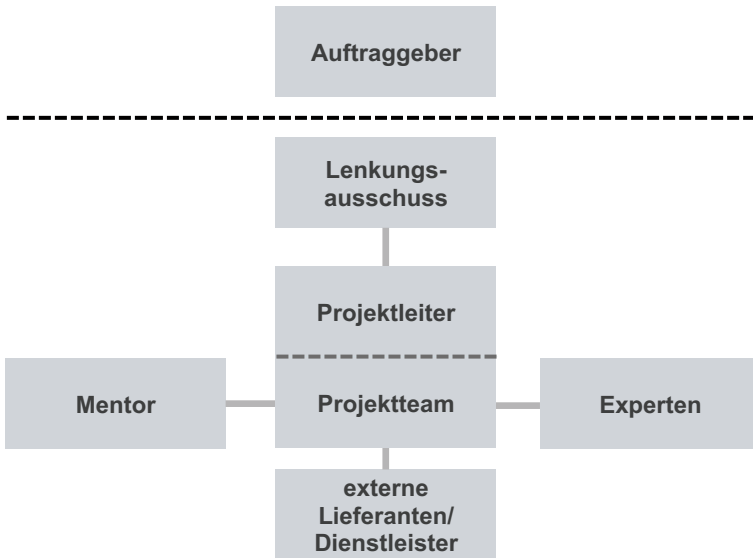 Auftraggeber
Lenkungs-
ausschuss
Projektleiter
Mentor
Projektteam
Experten
externe
Lieferanten/
Dienstleister